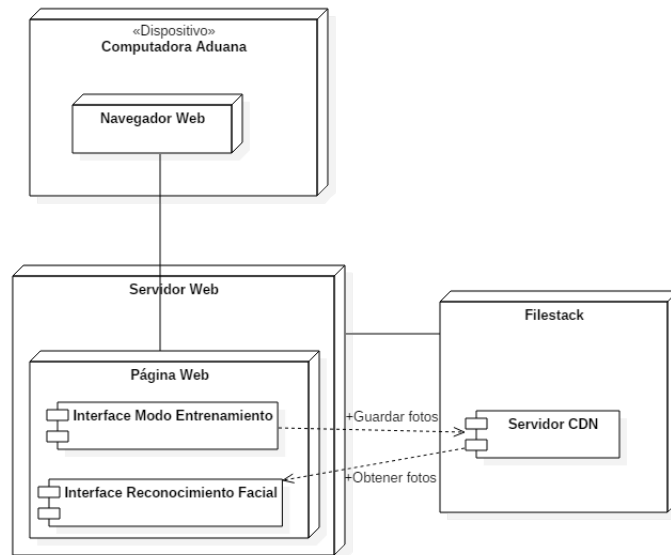 «Dispositivo»
Computadora Aduana
Navegador Web
Servidor Web
Filestack
Página Web
Interface Modo Entrenamiento
+Guardar fotos
Servidor CDN
+Obtener fotos
Interface Reconocimiento Facial